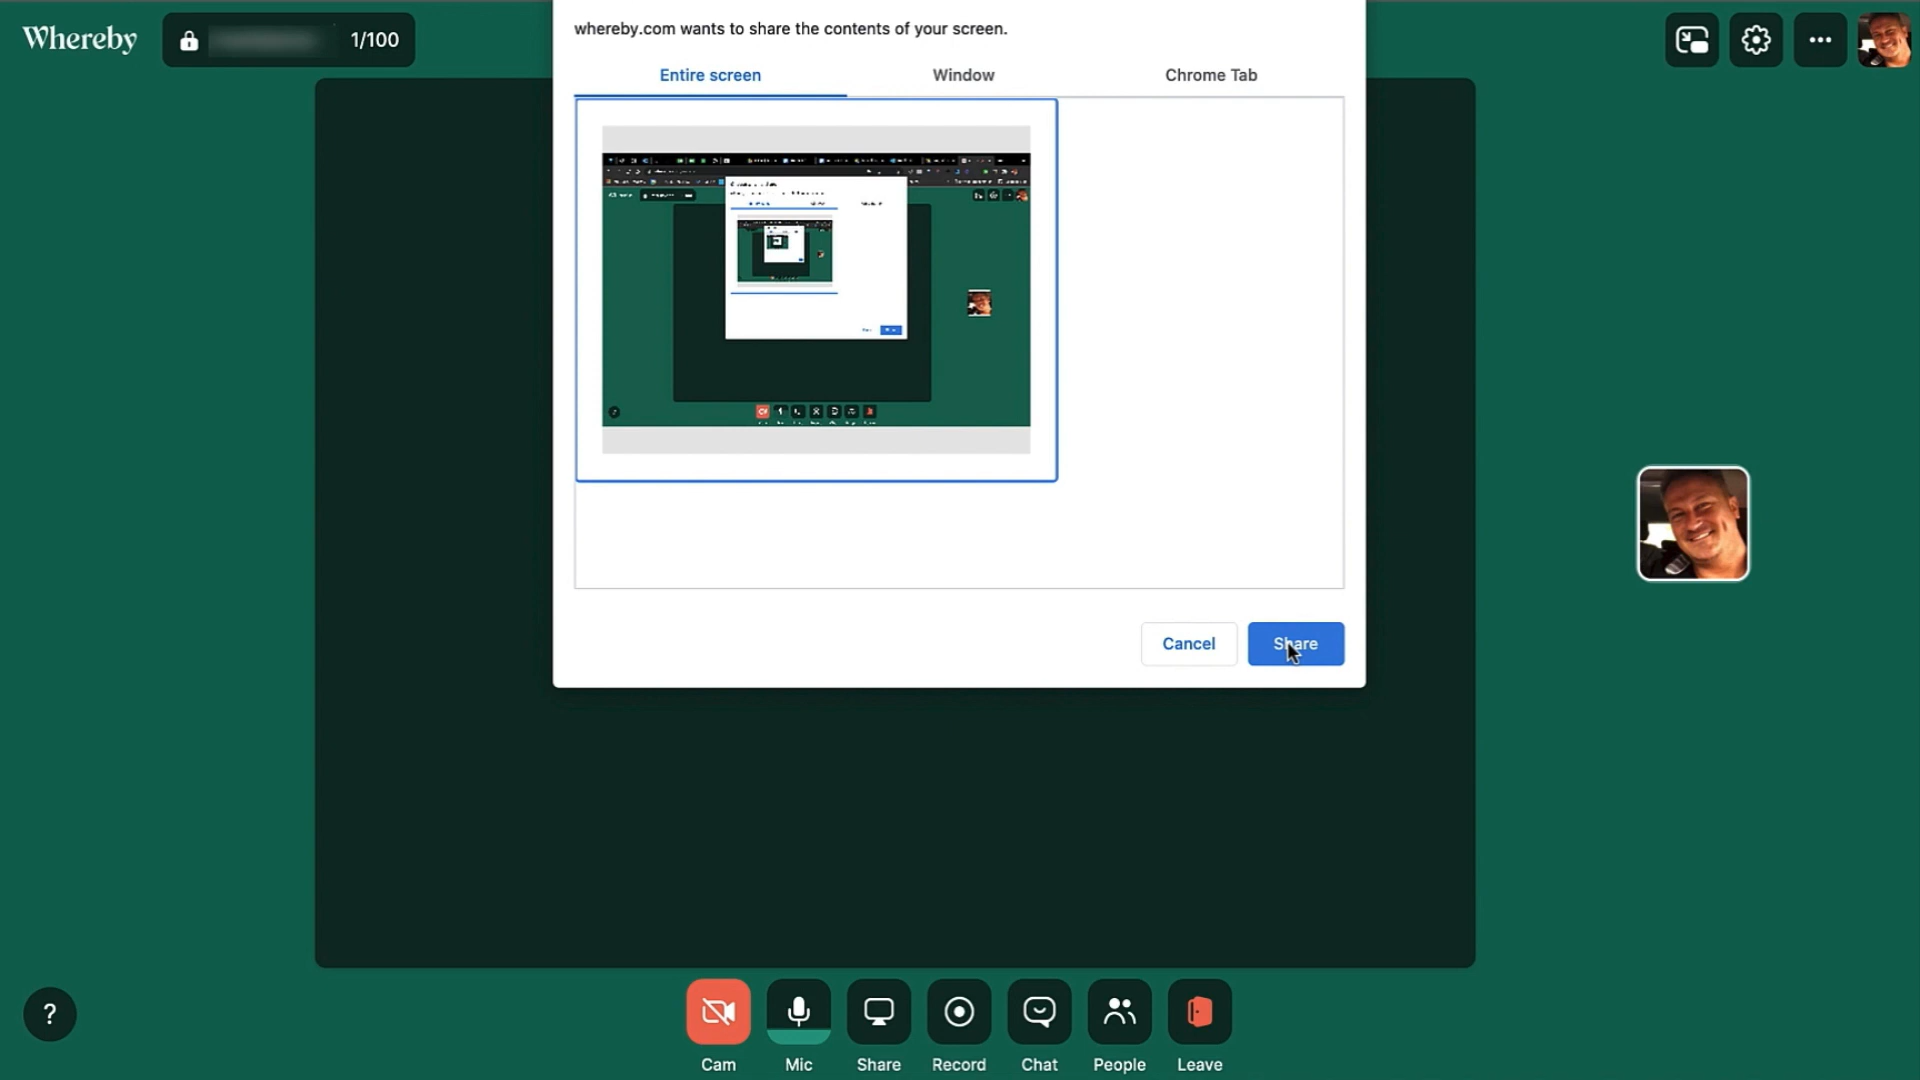 Whereby
1/100
whereby.com wants to share the contents of your screen.
Entire screen
Window
Chrome Tab
Cancel
Share
?
Cam
Mic
Share
Record
Chat
People
Leave